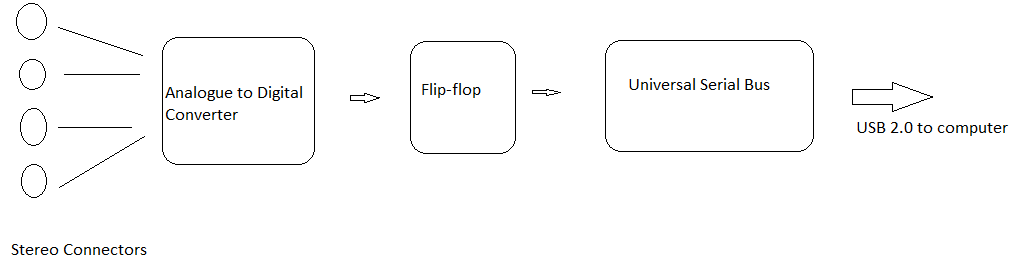 Analogue to Digital
Converter
Flip-flop
Universal Serial Bus
USB 2.0 to computer
Stereo Connectors